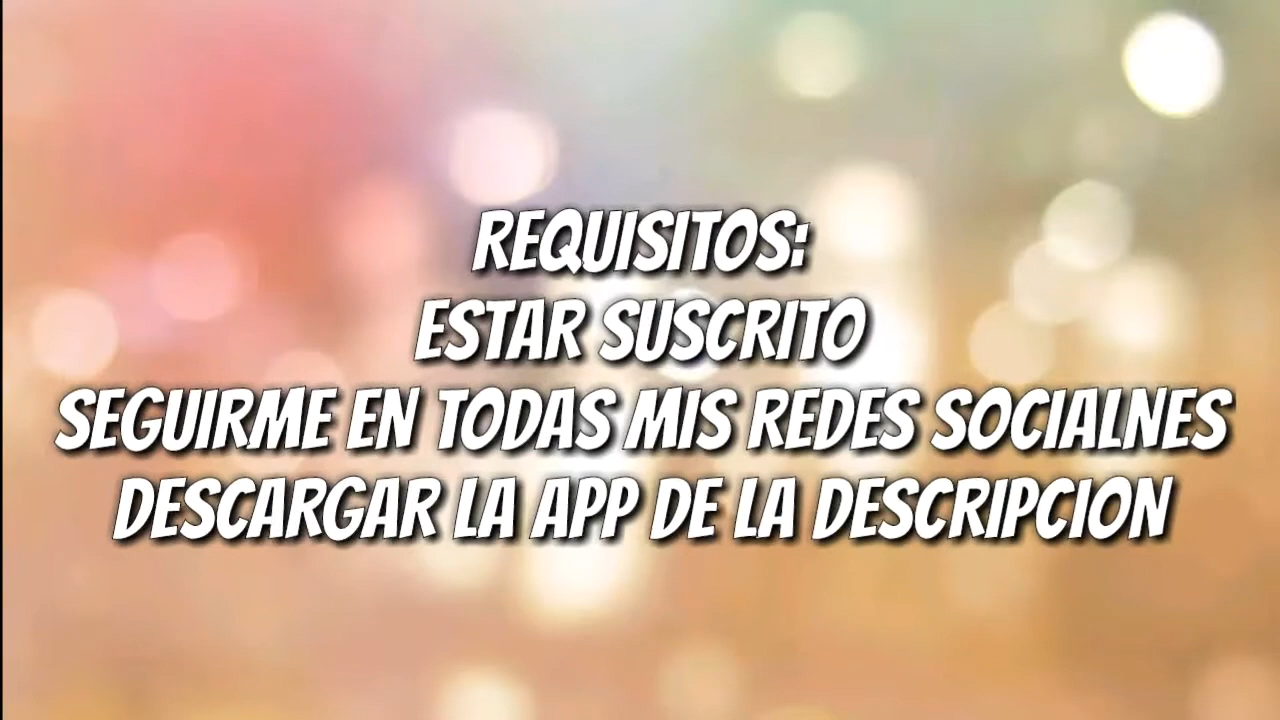 REQUISITOS:
ESTAR SUSCRITO
SEGUIRME EN TODAS MIS REDES SOCIALNES
DESCARGAR LA APP DE LA DESCRIPCION